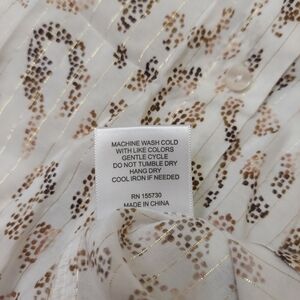 MACHINE WASH COLD
WITH LIKE COLORS
GENTLE CYCLE
DO NOT TUMBLE DRY
HANG DRY
COOL IRON IF NEEDED
RN 155730
MADE IN CHINA